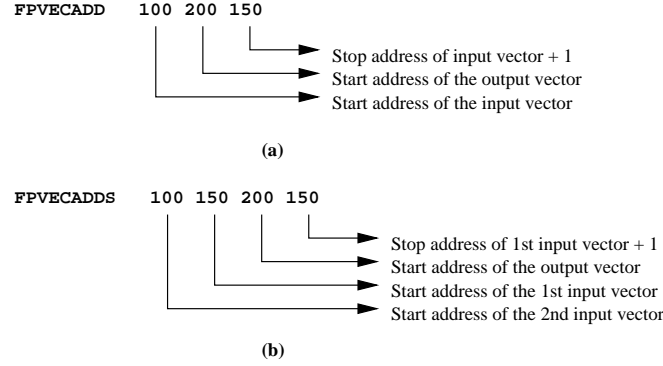 FPVECADD 100 200 150
Stop address of input vector + 1
Start address of the output vector
Start address of the input vector
(a)
FPVECADDS 100 150 200 150
Stop address of 1st input vector + 1
Start address of the output vector
Start address of the 1st input vector
Start address of the 2nd input vector
(b)